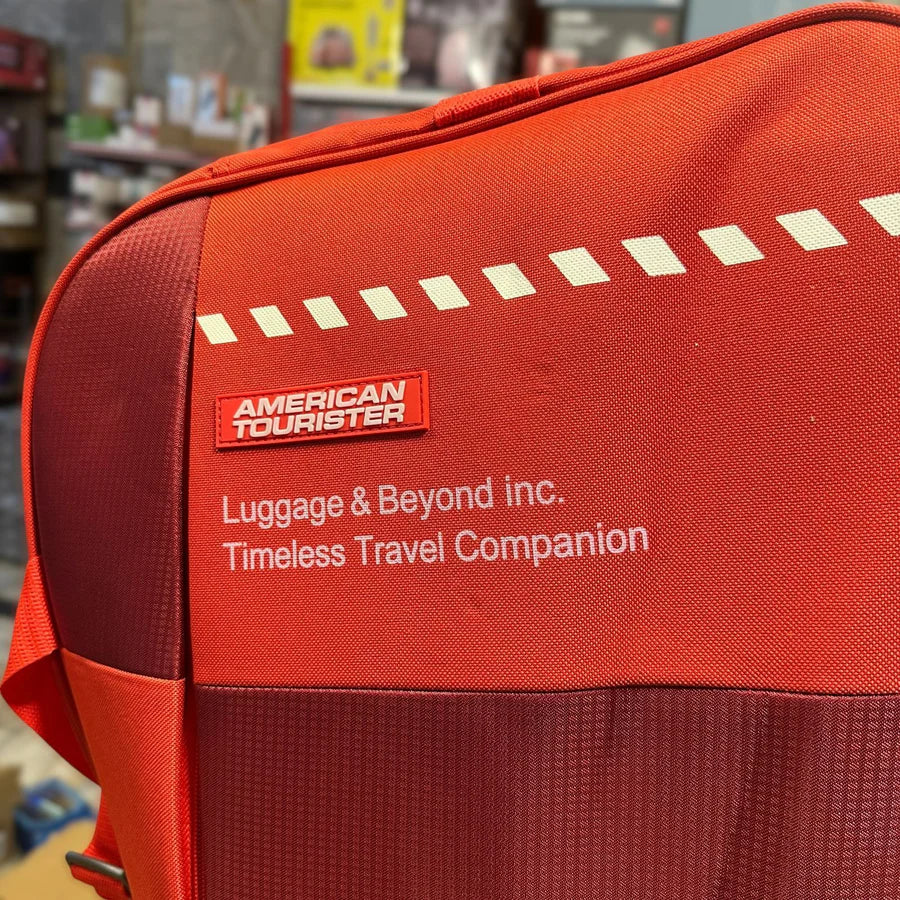 AMERICAN
TOURISTER
Luggage & Beyond inc.
Timeless Travel Companion